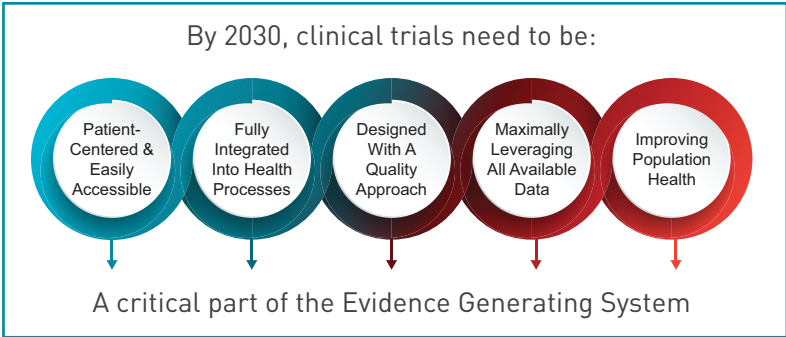 By 2030, clinical trials need to be:
Patient-
Centered &
Easily
Accessible
Fully
Integrated
Into Health
Processes
Designed
With A
Quality
Approach
Maximally
Leveraging
All Available
Data
Improving
Population
Health
A critical part of the Evidence Generating System